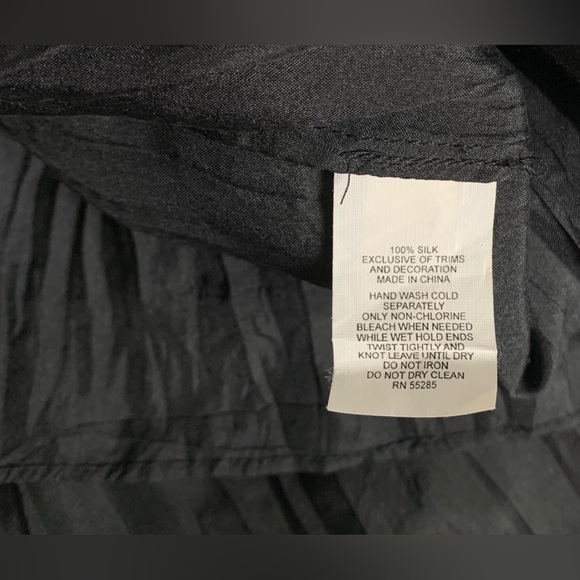 100% SILK
EXCLUSIVE OF TRIMS
AND DECORATION
MADE IN CHINA
HAND WASH COLD
SEPARATELY
ONLY NON-CHLORINE
BLEACH WHEN NEEDED
WHILE WET HOLD ENDS
TWIST TIGHTLY AND
KNOT LEAVE UNTIL DRY
DO NOT IRON
DO NOT DRY CLEAN
RN 55285